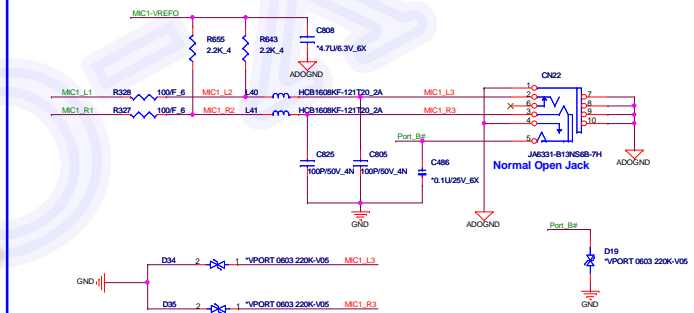 MIC1-VREFO
R655
2.2K_4
R643
2.2K_4
C808
*4.7U/6.3V_6X
ADOGND
CN22
MIC1_L1
R328
100/F_6
MIC1_L2
L40
HCB1608KF-121T20_2A
MIC1_L3
MIC1_R1
R327
100/F_6
MIC1_R2
L41
HCB1608KF-121T20_2A
MIC1_R3
1
2
6
3
4
5
7
8
9
10
Port_B#
JA6331-B13NS6B-7H
Normal Open Jack
ADOGND
C825
100P/50V_4N
C805
100P/50V_4N
C486
*0.1U/25V_6X
GND
ADOGND
Port_B#
D19
*VPORT 0603 220K-V05
GND
D34
2
1
*VPORT 0603 220K-V05
MIC1_L3
GND
D35
2
1
*VPORT 0603 220K-V05
MIC1_R3